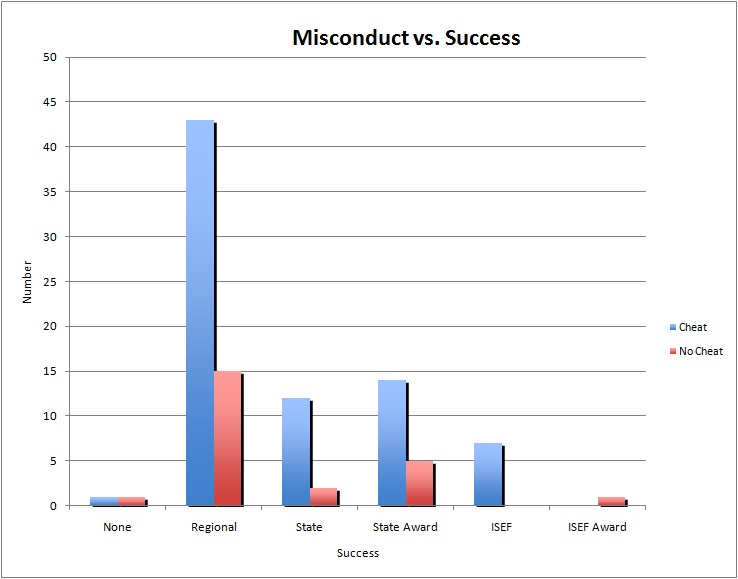 Misconduct vs. Success
50
45
40
35
30
25
20
15
10
5
0
Number
None Regional State State Award ISEF ISEF Award
Success
Cheat
No Cheat